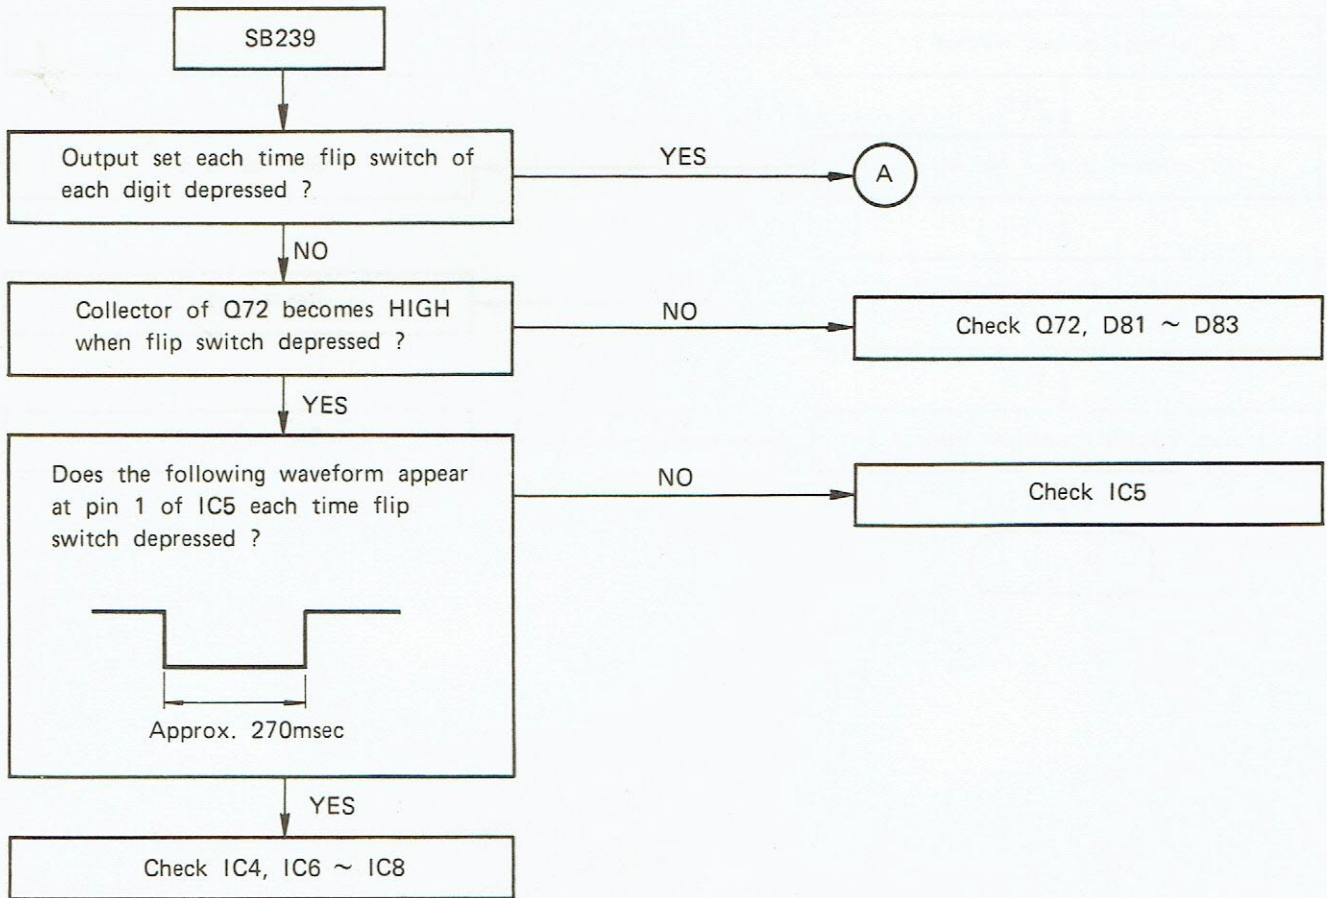 SB239
Output set each time flip switch of
each digit depressed ?
YES
A
NO
Collector of Q72 becomes HIGH
when flip switch depressed ?
NO
Check Q72, D81 ~ D83
YES
Does the following waveform appear
at pin 1 of IC5 each time flip
switch depressed ?
NO
Check IC5
Approx. 270msec
YES
Check IC4, IC6 ~ IC8